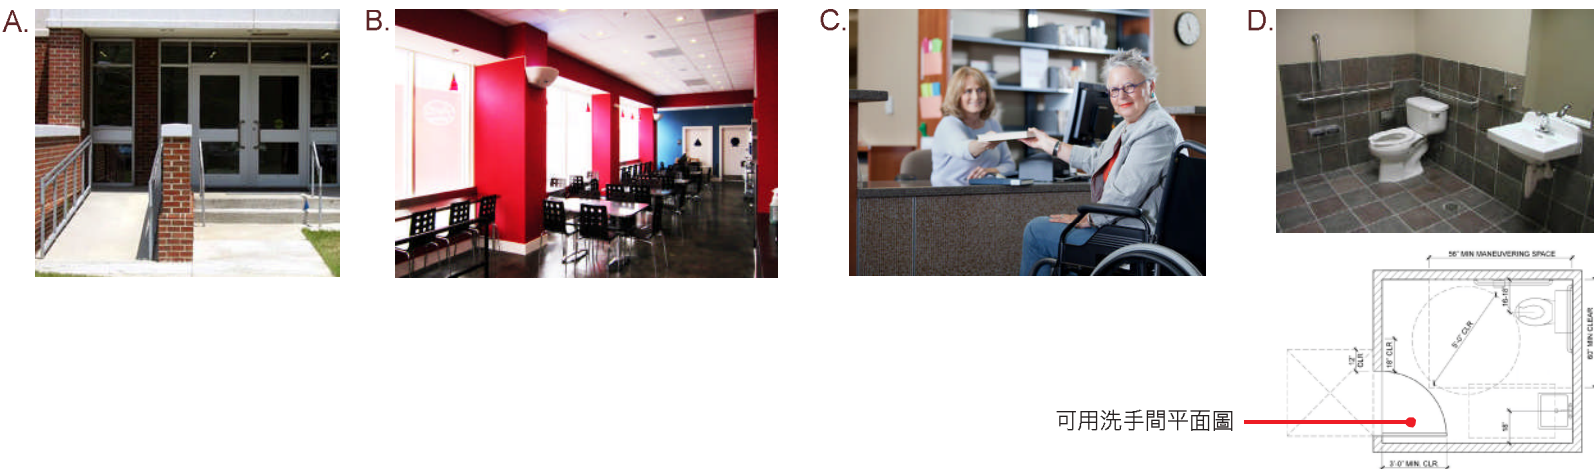 A.
B.
C.
D.
56" MIN MANEUVERING SPACE
16-18"
5'-0" CLR
60" MIN CLEAR
12"
CLR
18" CLR
可用洗手間平面圖
18"
3'-0" MIN. CLR.